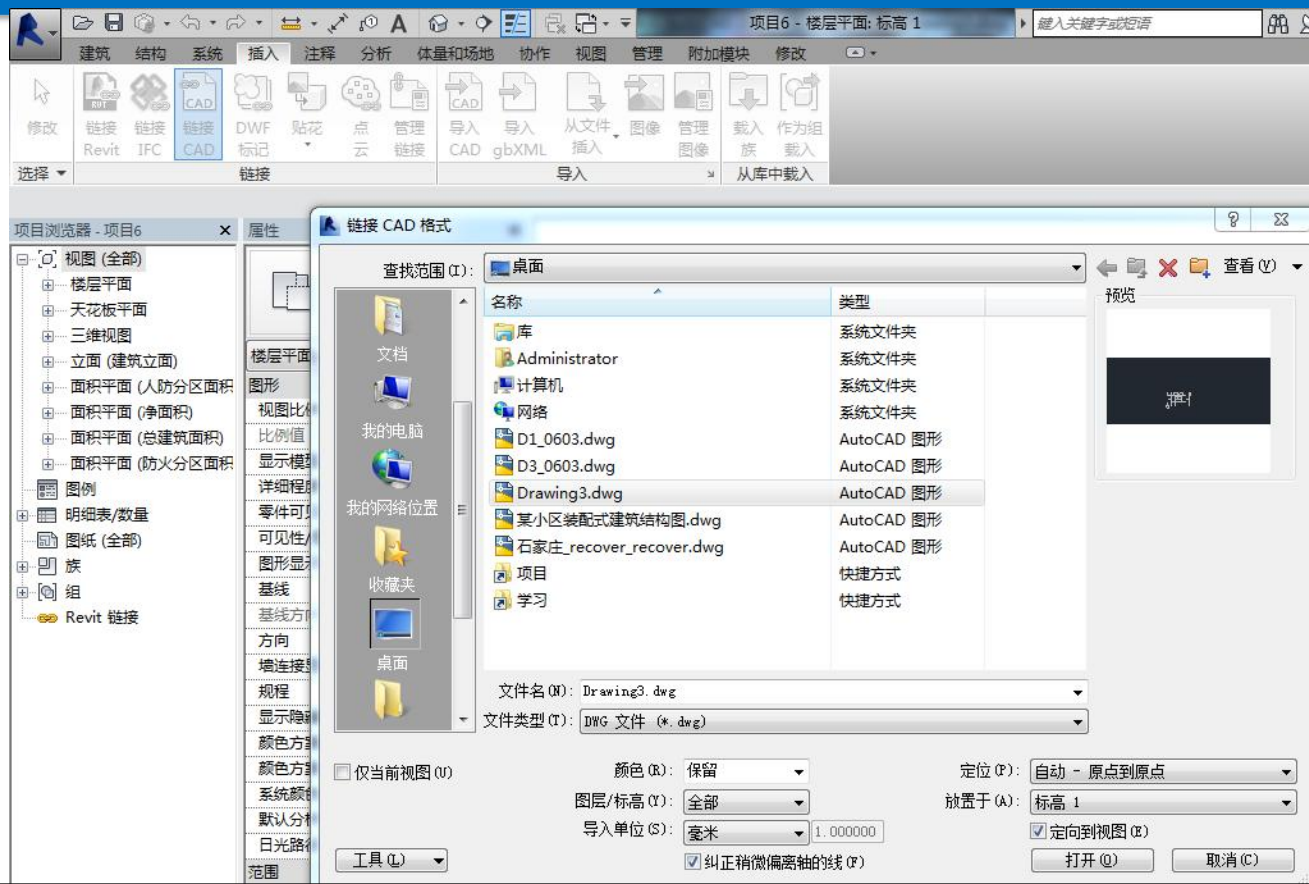 项目6 - 楼层平面: 标高 1
键入关键字或短语
建筑 结构 系统 插入 注释 分析 体量和场地 协作 视图 管理 附加模块 修改
修改
链接 Revit
链接 IFC
链接 CAD
DWF 标记
贴花
点云
管理链接
导入 CAD
导入 gbXML
从文件插入
图像
管理图像
载入族
作为组载入
选择
链接
导入
从库中载入
项目浏览器 - 项目6
视图 (全部)
楼层平面
天花板平面
三维视图
立面 (建筑立面)
面积平面 (人防分区面积
面积平面 (净面积)
面积平面 (总建筑面积)
面积平面 (防火分区面积
图例
明细表/数量
图纸 (全部)
族
组
Revit 链接
属性
楼层平面
图形
视图比
比例值
显示模
详细程
零件可
可见性/
图形显
基线
基线方
方向
墙连接
规程
显示隐
颜色方
颜色方
系统颜
默认分
日光路
范围
链接 CAD 格式
查找范围(I):
桌面
查看(V)
文档
我的电脑
我的网络位置
收藏夹
桌面
名称 类型
库 系统文件夹
Administrator 系统文件夹
计算机 系统文件夹
网络 系统文件夹
D1_0603.dwg AutoCAD 图形
D3_0603.dwg AutoCAD 图形
Drawing3.dwg AutoCAD 图形
某小区装配式建筑结构图.dwg AutoCAD 图形
石家庄_recover_recover.dwg AutoCAD 图形
项目 快捷方式
学习 快捷方式
预览
文件名(N): Drawing3.dwg
文件类型(T): DWG 文件 (*.dwg)
仅当前视图(U)
颜色(R): 保留
图层/标高(Y): 全部
导入单位(S): 毫米 1.000000
纠正稍微偏离轴的线(F)
定位(P): 自动 - 原点到原点
放置于(A): 标高 1
定向到视图(E)
工具(L)
打开(O)
取消(C)